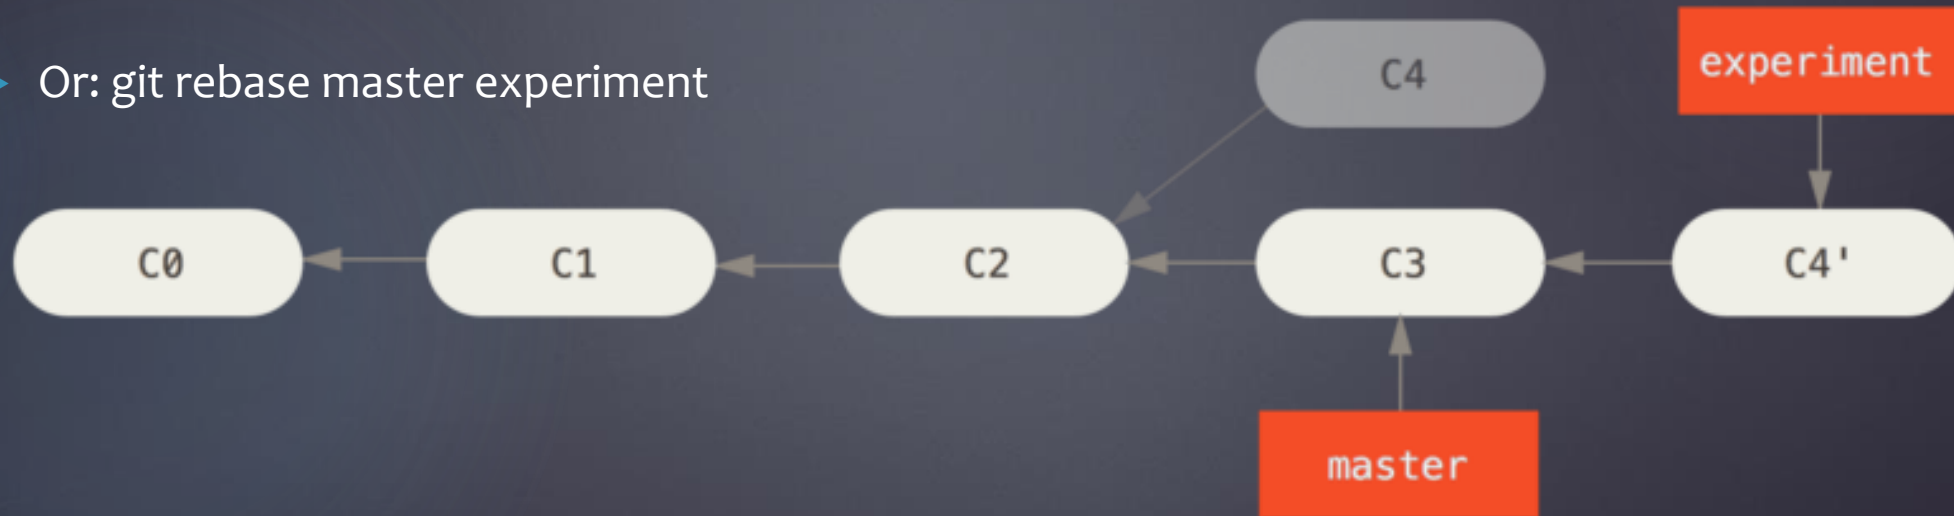 Or: git rebase master experiment
C4
experiment
C0
C1
C2
C3
C4'
master